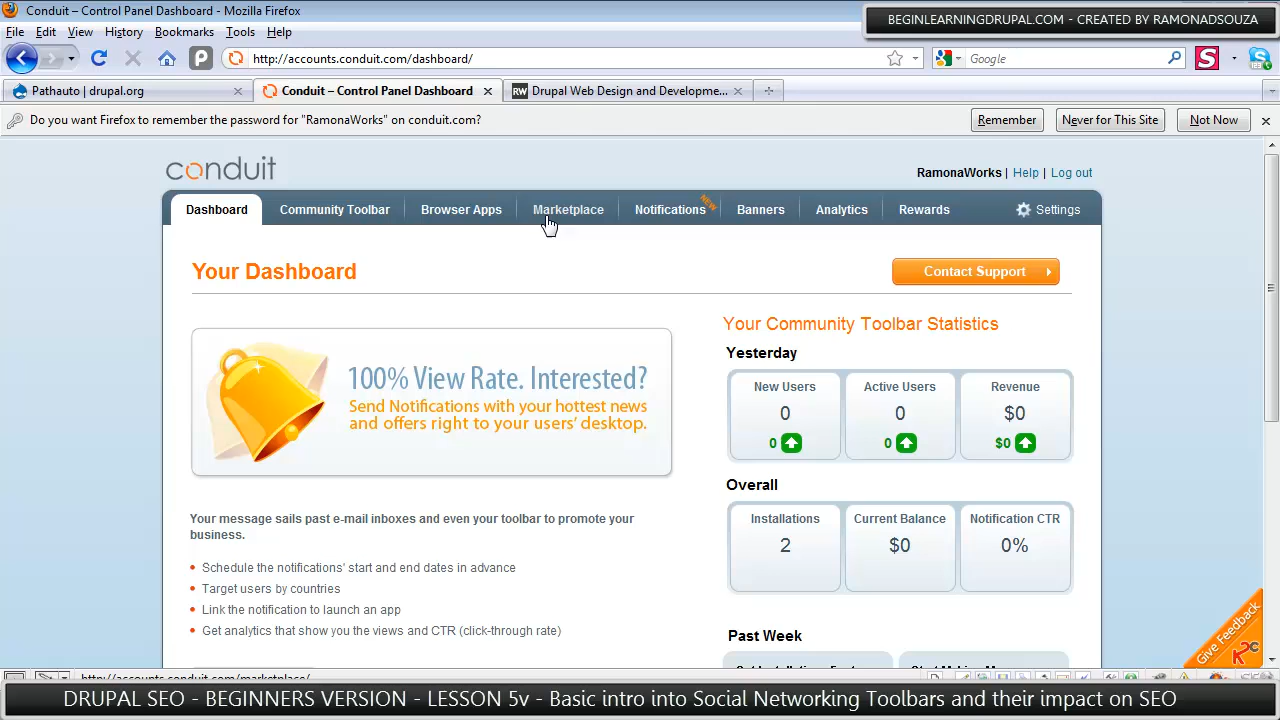 Conduit – Control Panel Dashboard - Mozilla Firefox
BEGINLEARNINGDRUPAL.COM - CREATED BY RAMONADSOUZA
File Edit View History Bookmarks Tools Help
http://accounts.conduit.com/dashboard/
Google
Pathauto | drupal.org
Conduit – Control Panel Dashboard
RW Drupal Web Design and Developme...
Do you want Firefox to remember the password for "RamonaWorks" on conduit.com?
Remember
Never for This Site
Not Now
conduit
RamonaWorks | Help | Log out
Dashboard
Community Toolbar
Browser Apps
Marketplace
Notifications
NEW
Banners
Analytics
Rewards
Settings
Your Dashboard
Contact Support
100% View Rate. Interested?
Send Notifications with your hottest news
and offers right to your users' desktop.
Your message sails past e-mail inboxes and even your toolbar to promote your
business.
Schedule the notifications' start and end dates in advance
Target users by countries
Link the notification to launch an app
Get analytics that show you the views and CTR (click-through rate)
Your Community Toolbar Statistics
Yesterday
New Users
0
0
Active Users
0
0
Revenue
$0
$0
Overall
Installations
2
Current Balance
$0
Notification CTR
0%
Past Week
Give Feedback
http://accounts.conduit.com/marketplace/
DRUPAL SEO - BEGINNERS VERSION - LESSON 5v - Basic intro into Social Networking Toolbars and their impact on SEO